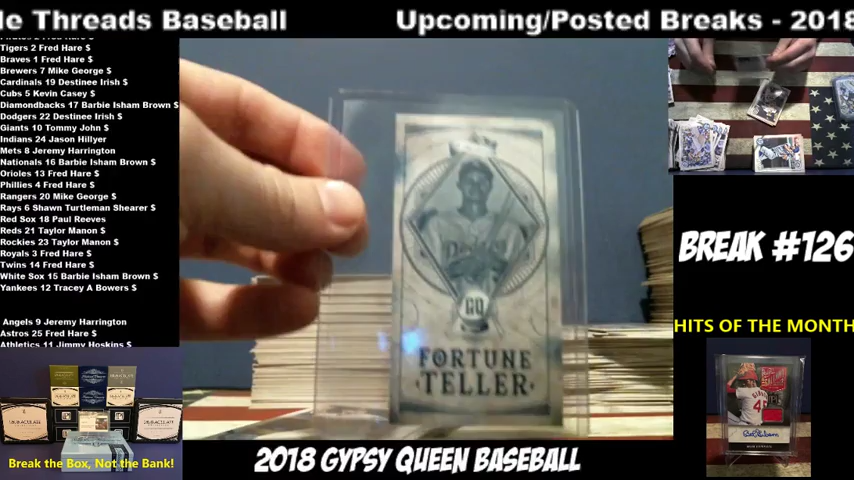 le Threads Baseball
Upcoming/Posted Breaks - 2018
Tigers 2 Fred Hare $
Braves 1 Fred Hare $
Brewers 7 Mike George $
Cardinals 19 Destinee Irish $
Cubs 5 Kevin Casey $
Diamondbacks 17 Barbie Isham Brown $
Dodgers 22 Destinee Irish $
Giants 10 Tommy John $
Indians 24 Jason Hillyer
Mets 8 Jeremy Harrington
Nationals 16 Barbie Isham Brown $
Orioles 13 Fred Hare $
Phillies 4 Fred Hare $
Rangers 20 Mike George $
Rays 6 Shawn Turtleman Shearer $
Red Sox 18 Paul Reeves
Reds 21 Taylor Manon $
Rockies 23 Taylor Manon $
Royals 3 Fred Hare $
Twins 14 Fred Hare $
White Sox 15 Barbie Isham Brown $
Yankees 12 Tracey A Bowers $
Angels 9 Jeremy Harrington
Astros 25 Fred Hare $
Athletics 11 Jimmy Hoskins $
Break the Box, Not the Bank!
GQ
FORTUNE
TELLER
2018 GYPSY QUEEN BASEBALL
BREAK #126
HITS OF THE MONTH